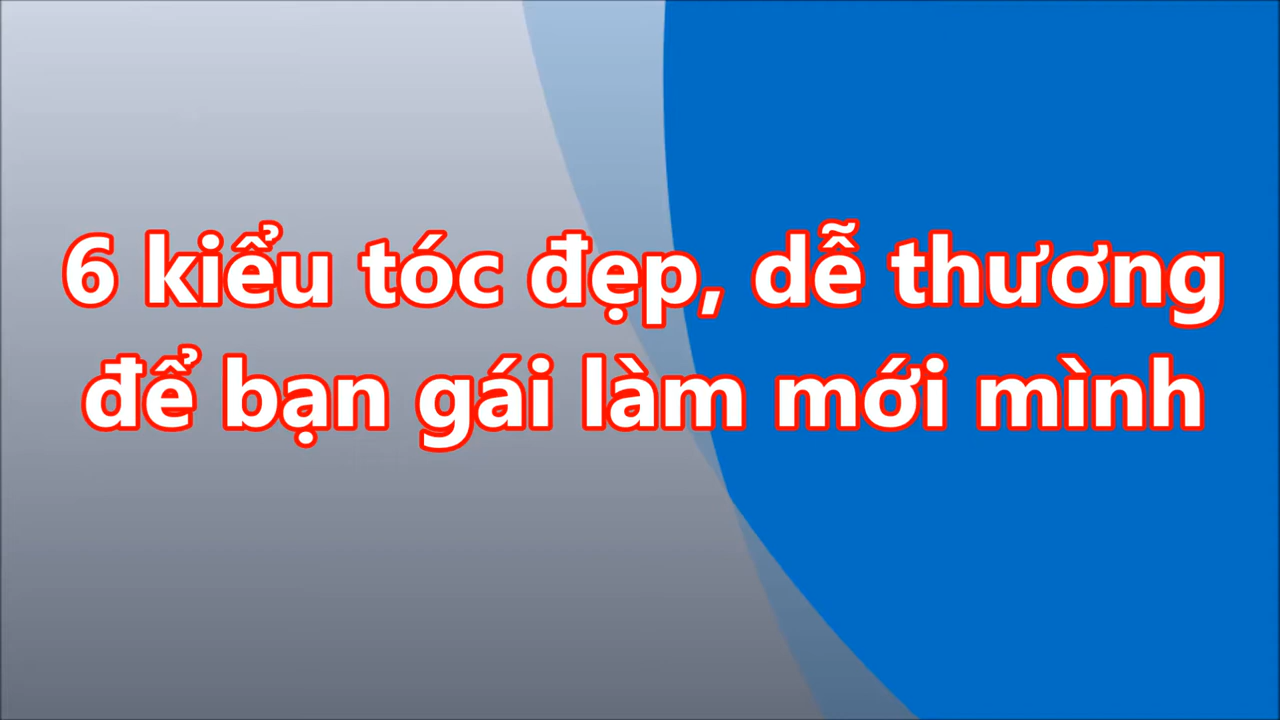 6 kiểu tóc đẹp, dễ thương
để bạn gái làm mới mình